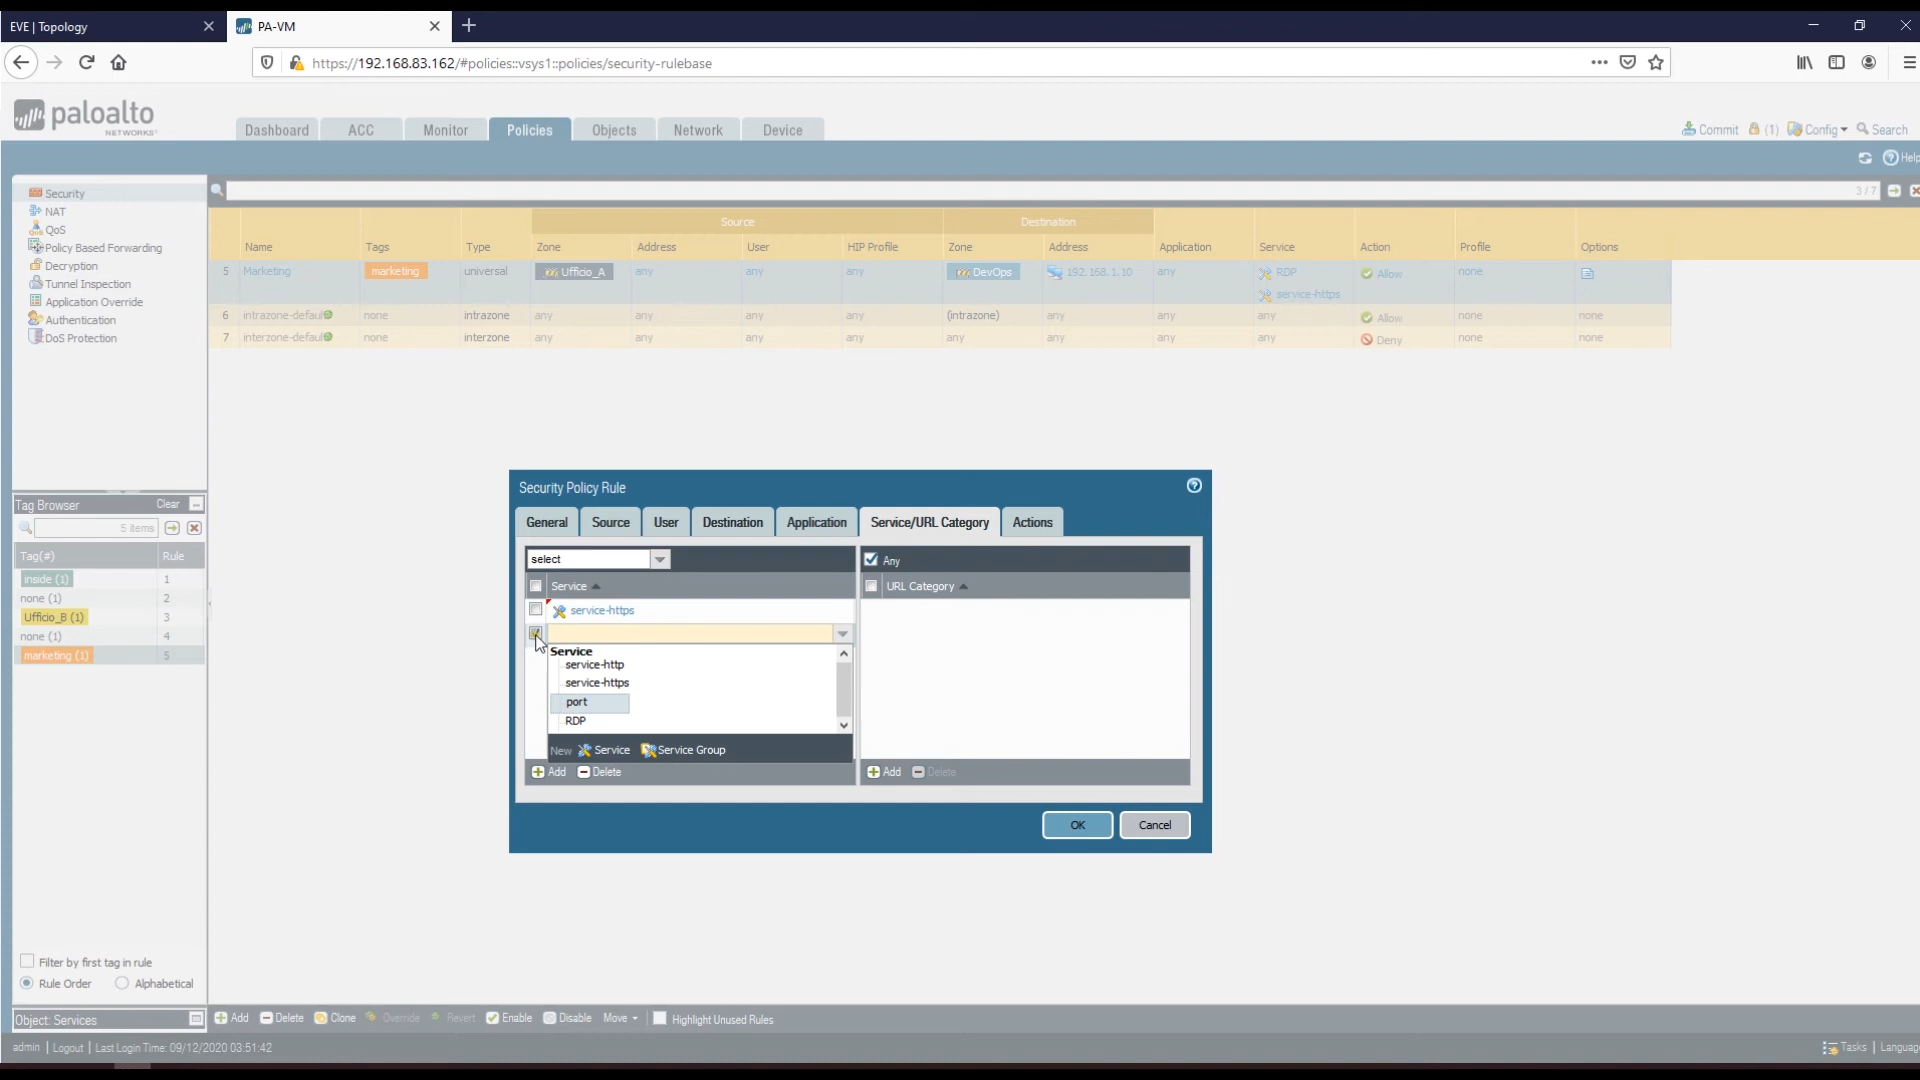 EVE | Topology
PA-VM
https://192.168.83.162/#policies::vsys1::policies/security-rulebase
paloalto
NETWORKS
Dashboard ACC Monitor Policies Objects Network Device
Commit (1) Config Search
Help
Security
NAT
QoS
Policy Based Forwarding
Decryption
Tunnel Inspection
Application Override
Authentication
DoS Protection
3 / 7
Source Destination
Name Tags Type Zone Address User HIP Profile Zone Address Application Service Action Profile Options
5 Marketing marketing universal Ufficio_A any any any DevOps 192.168.1.10 any RDP Allow none
service-https
6 intrazone-default none intrazone any any any any (intrazone) any any any Allow none none
7 interzone-default none interzone any any any any any any any any Deny none none
Tag Browser Clear
5 items
Tag(#) Rule
inside (1) 1
none (1) 2
Ufficio_B (1) 3
none (1) 4
marketing (1) 5
Filter by first tag in rule
Rule Order Alphabetical
Object: Services
Security Policy Rule
General Source User Destination Application Service/URL Category Actions
select
Any
Service
URL Category
service-https
Service
service-http
service-https
port
RDP
New Service Service Group
Add Delete
Add Delete
OK Cancel
Add Delete Clone Override Revert Enable Disable Move Highlight Unused Rules
admin | Logout | Last Login Time: 09/12/2020 03:51:42
Tasks | Language